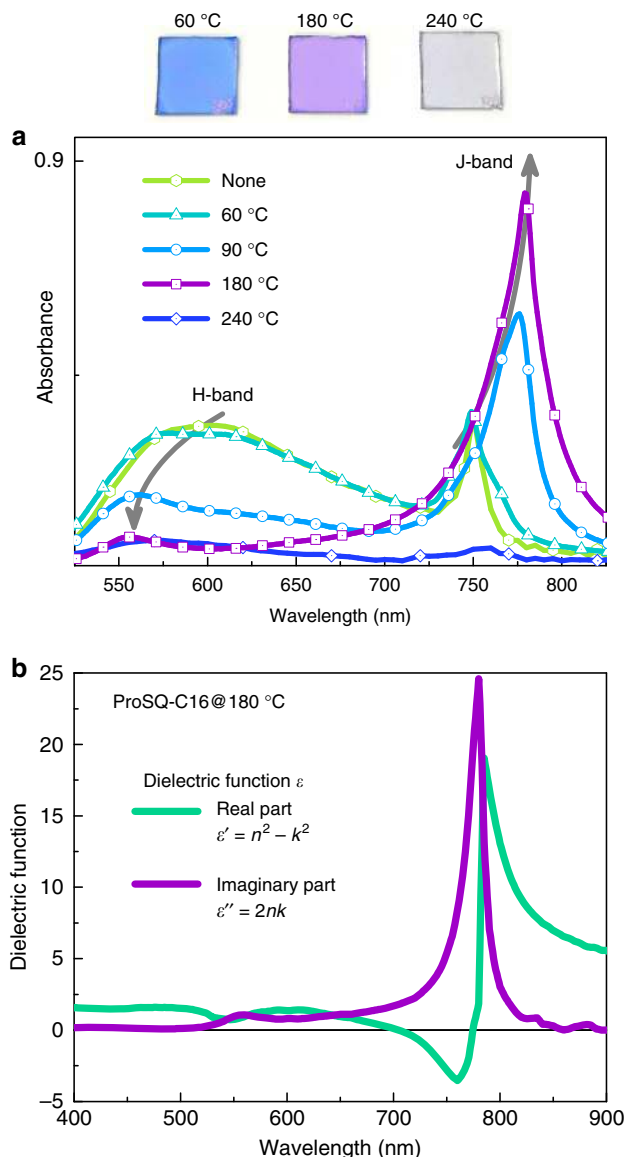 60 °C 180 °C 240 °C
a
0.9
J-band
None
60 °C
90 °C
180 °C
240 °C
H-band
Absorbance
550 600 650 700 750 800
Wavelength (nm)
b
25
ProSQ-C16@180 °C
20
Dielectric function ε
15
Real part
ε′ = n² – k²
10
Imaginary part
ε″ = 2nk
5
0
–5
Dielectric function
400 500 600 700 800 900
Wavelength (nm)